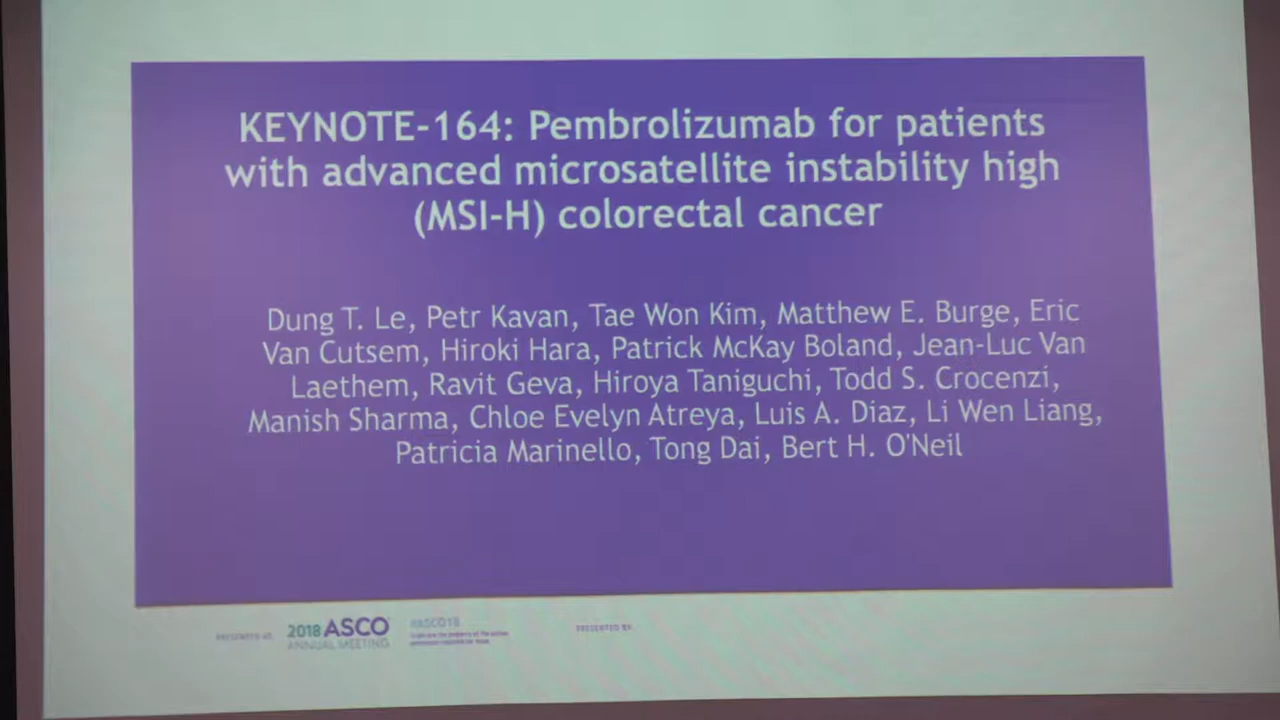 KEYNOTE-164: Pembrolizumab for patients
with advanced microsatellite instability high
(MSI-H) colorectal cancer
Dung T. Le, Petr Kavan, Tae Won Kim, Matthew E. Burge, Eric
Van Cutsem, Hiroki Hara, Patrick McKay Boland, Jean-Luc Van
Laethem, Ravit Geva, Hiroya Taniguchi, Todd S. Crocenzi,
Manish Sharma, Chloe Evelyn Atreya, Luis A. Diaz, Li Wen Liang,
Patricia Marinello, Tong Dai, Bert H. O'Neil
PRESENTED AT:
2018 ASCO
ANNUAL MEETING
#ASCO18
PRESENTED BY: